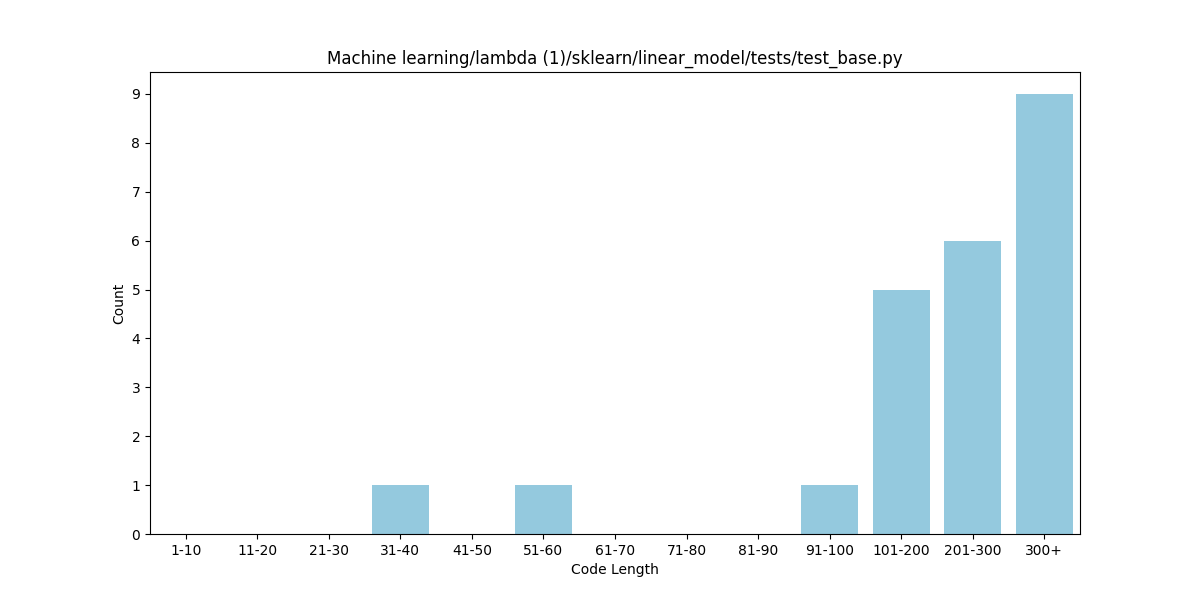 Machine learning/lambda (1)/sklearn/linear_model/tests/test_base.py
9
8
7
6
5
4
3
2
1
0
Count
1-10 11-20 21-30 31-40 41-50 51-60 61-70 71-80 81-90 91-100 101-200 201-300 300+
Code Length